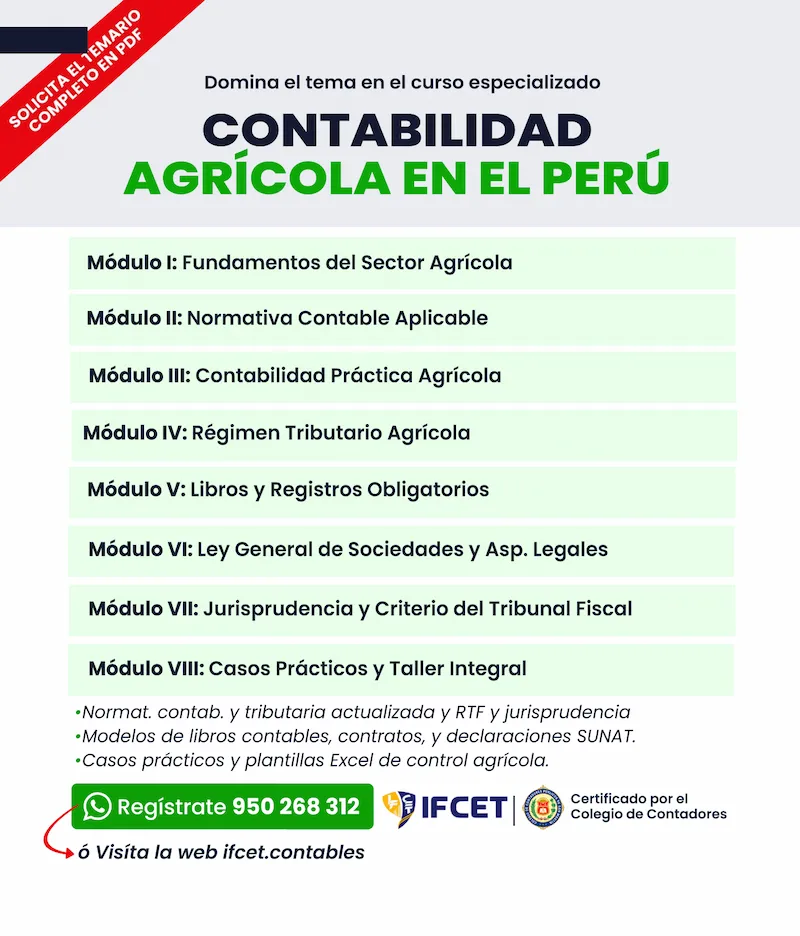 SOLICITA EL TEMARIO
COMPLETO EN PDF
Domina el tema en el curso especializado
CONTABILIDAD
AGRÍCOLA EN EL PERÚ
Módulo I: Fundamentos del Sector Agrícola
Módulo II: Normativa Contable Aplicable
Módulo III: Contabilidad Práctica Agrícola
Módulo IV: Régimen Tributario Agrícola
Módulo V: Libros y Registros Obligatorios
Módulo VI: Ley General de Sociedades y Asp. Legales
Módulo VII: Jurisprudencia y Criterio del Tribunal Fiscal
Módulo VIII: Casos Prácticos y Taller Integral
•Normat. contab. y tributaria actualizada y RTF y jurisprudencia
•Modelos de libros contables, contratos, y declaraciones SUNAT.
•Casos prácticos y plantillas Excel de control agrícola.
Regístrate 950 268 312
IFCET
Certificado por el
Colegio de Contadores
ó Visíta la web ifcet.contables